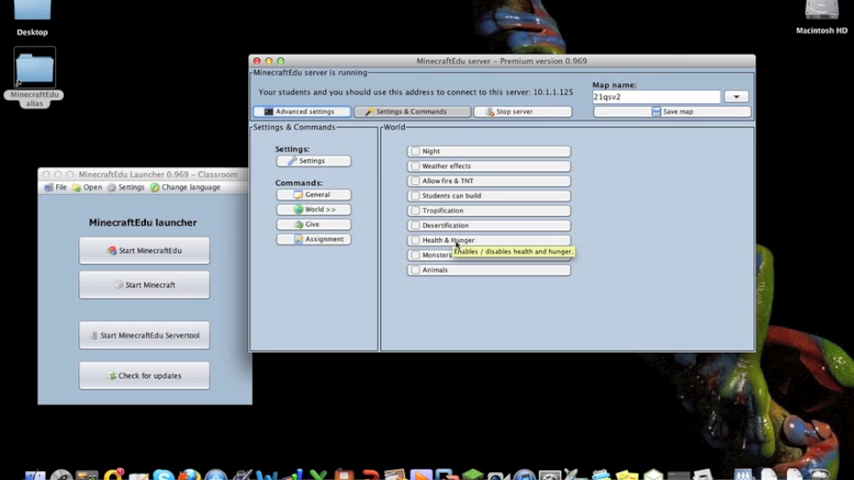 Desktop
Macintosh HD
MinecraftEdu
alias
MinecraftEdu server - Premium version 0.969
MinecraftEdu server is running
Your students and you should use this address to connect to this server: 10.1.1.125
Map name:
21qsv2
Advanced settings
Settings & Commands
Stop server
Save map
Settings & Commands
Settings:
Settings
Commands:
General
World >>
Give
Assignment
World
Night
Weather effects
Allow fire & TNT
Students can build
Tropification
Desertification
Health & Hunger
Enables / disables health and hunger.
Monsters
Animals
MinecraftEdu Launcher 0.969 - Classroom
File
Open
Settings
Change language
MinecraftEdu launcher
Start MinecraftEdu
Start Minecraft
Start MinecraftEdu Servertool
Check for updates